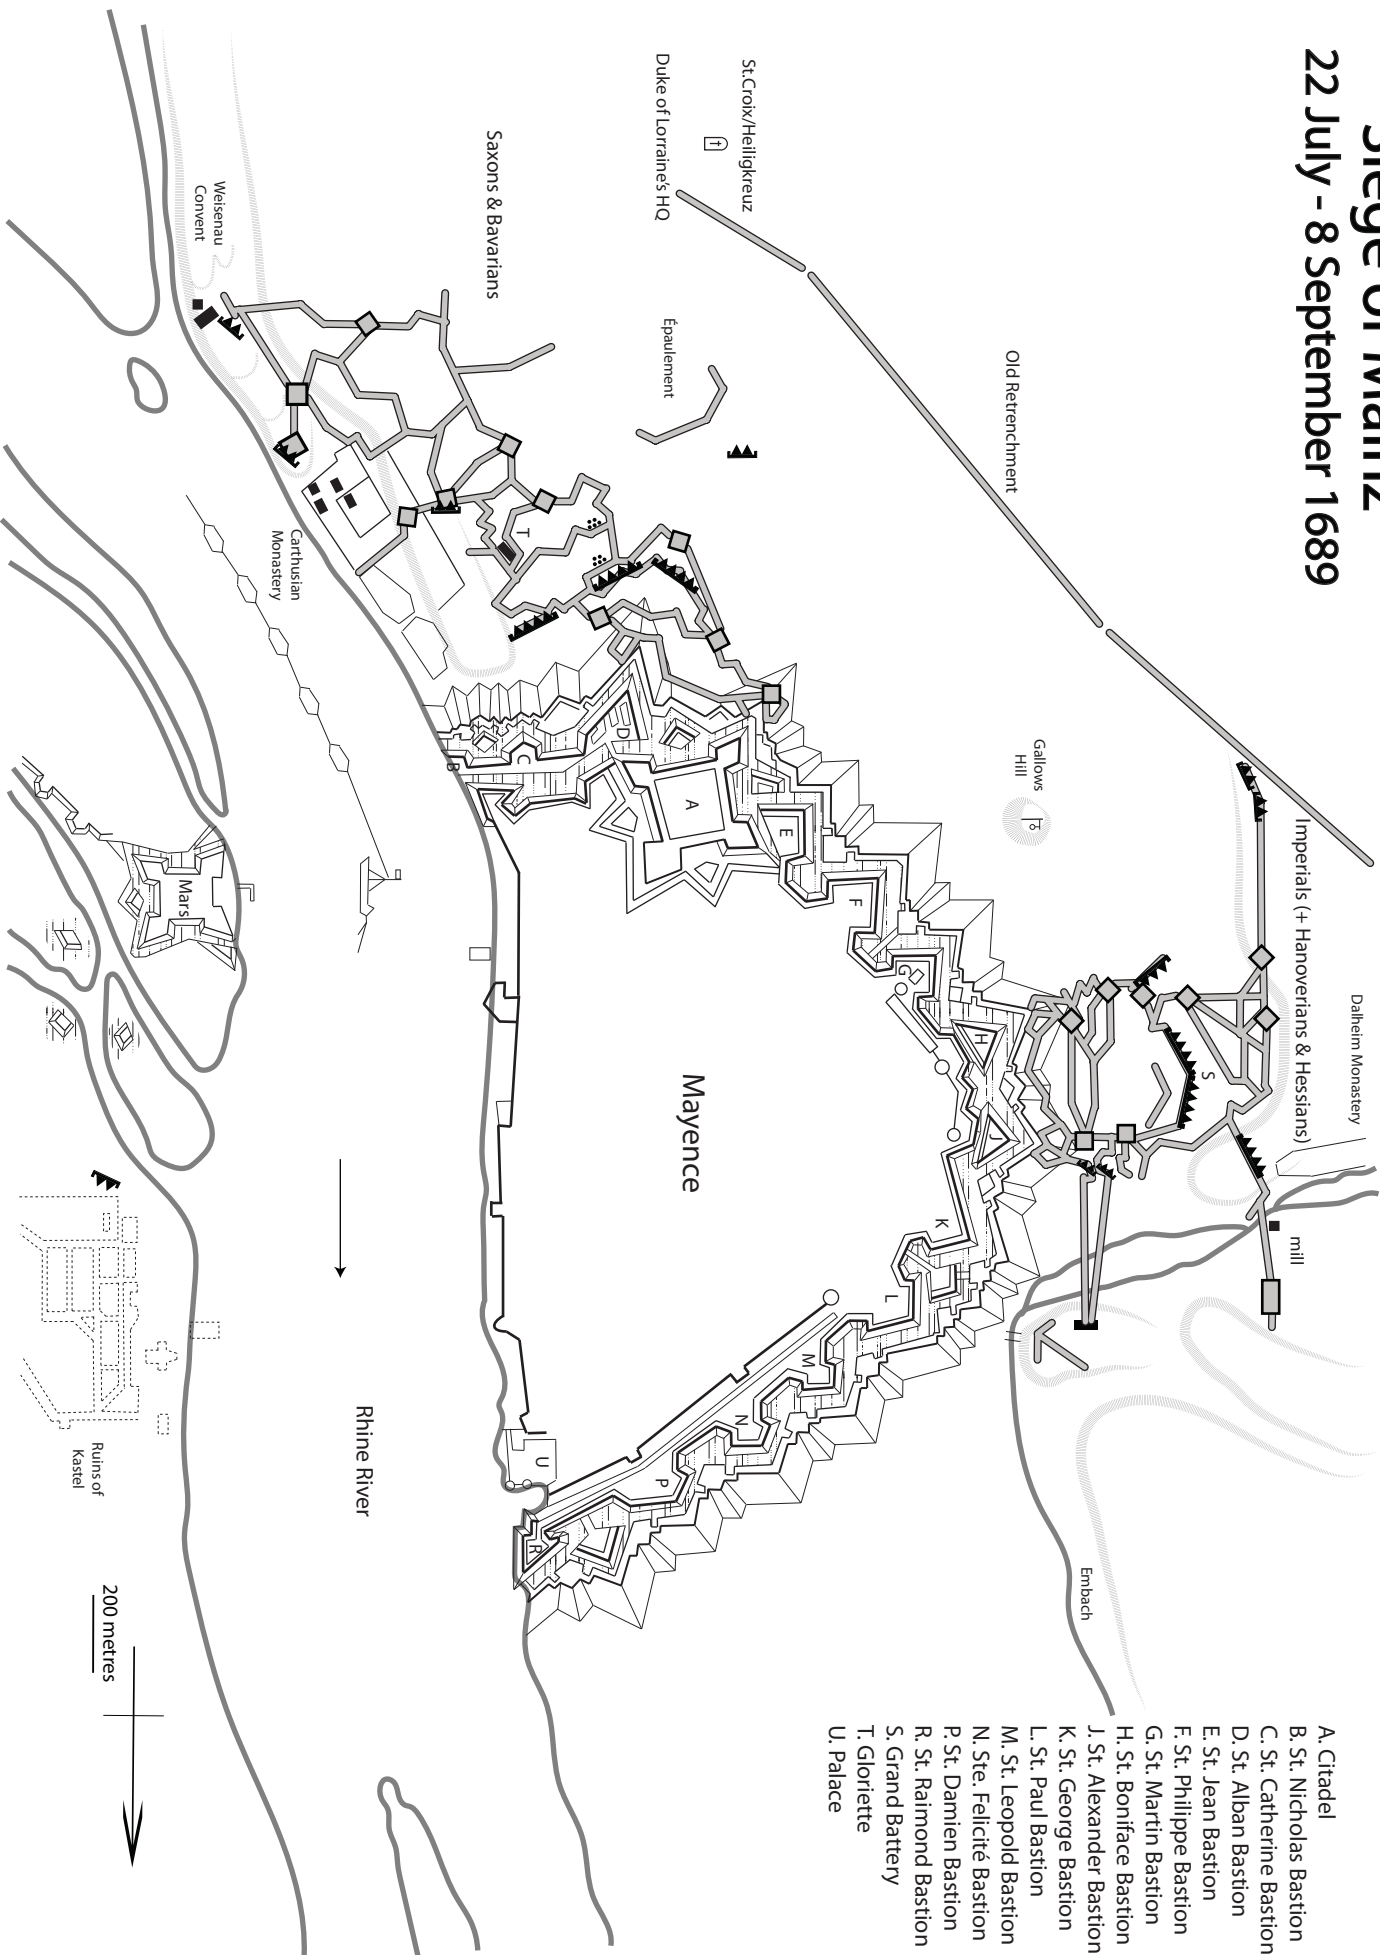 Siege of Mainz
22 July - 8 September 1689
St.Croix/Heiligkreuz
Duke of Lorraine's HQ
Saxons & Bavarians
Weisenau
Convent
Épaulement
Old Retrenchment
Carthusian
Monastery
Gallows
Hill
Imperials (+ Hanoverians & Hessians)
Dalheim Monastery
mill
Mayence
Mars
Rhine River
Ruins of
Kastel
Embach
200 metres
A
B
C
D
E
F
G
H
J
K
L
M
N
P
R
S
T
U
A. Citadel
B. St. Nicholas Bastion
C. St. Catherine Bastion
D. St. Alban Bastion
E. St. Jean Bastion
F. St. Philippe Bastion
G. St. Martin Bastion
H. St. Boniface Bastion
J. St. Alexander Bastion
K. St. George Bastion
L. St. Paul Bastion
M. St. Leopold Bastion
N. Ste. Felicité Bastion
P. St. Damien Bastion
R. St. Raimond Bastion
S. Grand Battery
T. Gloriette
U. Palace